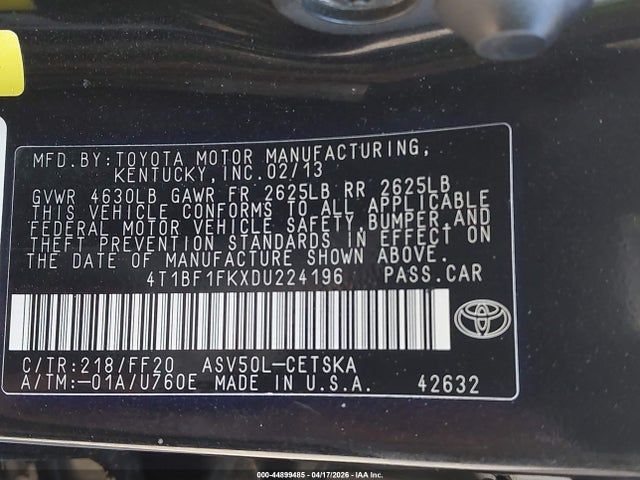 MFD.BY:TOYOTA MOTOR MANUFACTURING,
KENTUCKY, INC.02/13
GVWR 4630LB GAWR FR 2625LB RR 2625LB
THIS VEHICLE CONFORMS TO ALL APPLICABLE
FEDERAL MOTOR VEHICLE SAFETY,BUMPER,AND
THEFT PREVENTION STANDARDS IN EFFECT ON
THE DATE OF MANUFACTURE SHOWN ABOVE.
4T1BF1FKXDU224196 PASS.CAR
C/TR:218/FF20 ASV50L-CETSKA
A/TM:-01A/U760E MADE IN U.S.A. 42632
000-44899485 - 04/17/2026 - IAA Inc.